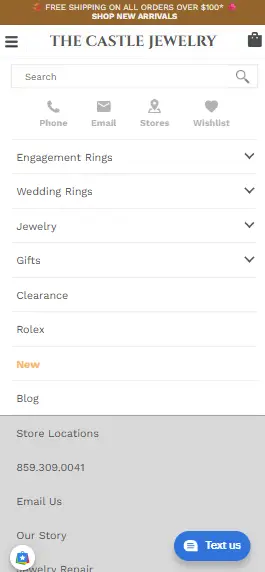 FREE SHIPPING ON ALL ORDERS OVER $100*
SHOP NEW ARRIVALS
THE CASTLE JEWELRY
Search
Phone Email Stores Wishlist
Engagement Rings
Wedding Rings
Jewelry
Gifts
Clearance
Rolex
New
Blog
Store Locations
859.309.0041
Email Us
Our Story
Text us
Jewelry Repair